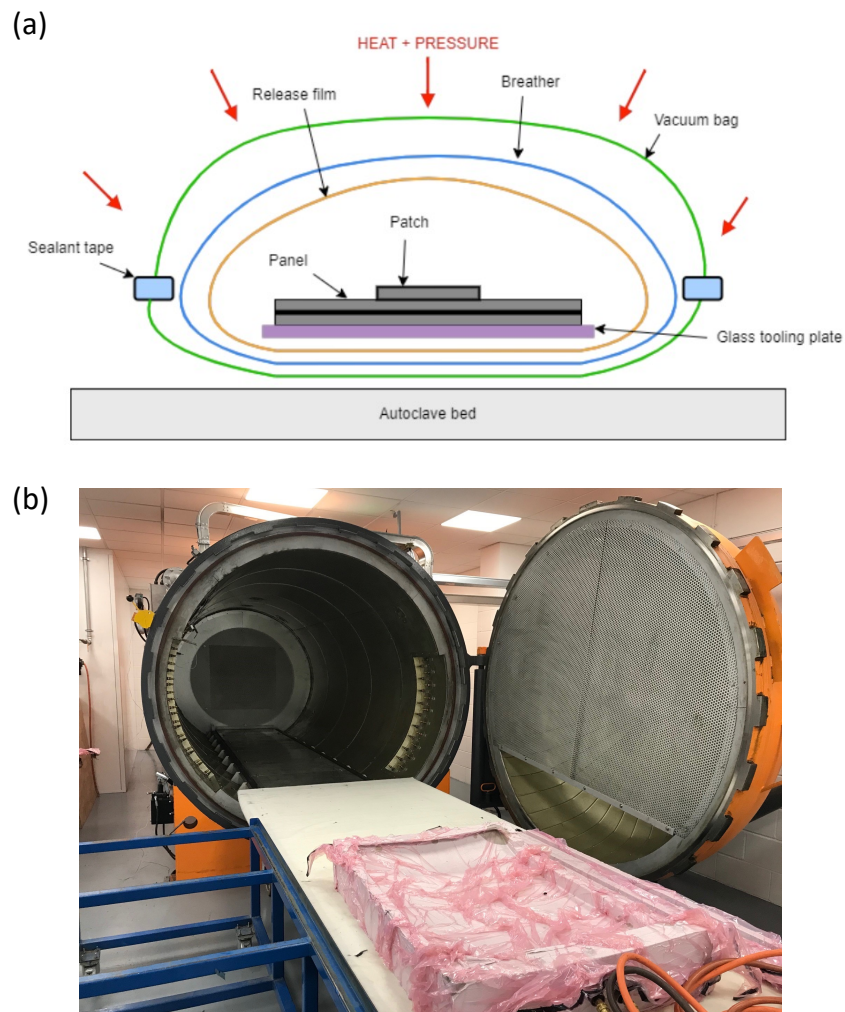 (a)
HEAT + PRESSURE
Release film
Breather
Vacuum bag
Sealant tape
Patch
Panel
Glass tooling plate
Autoclave bed
(b)